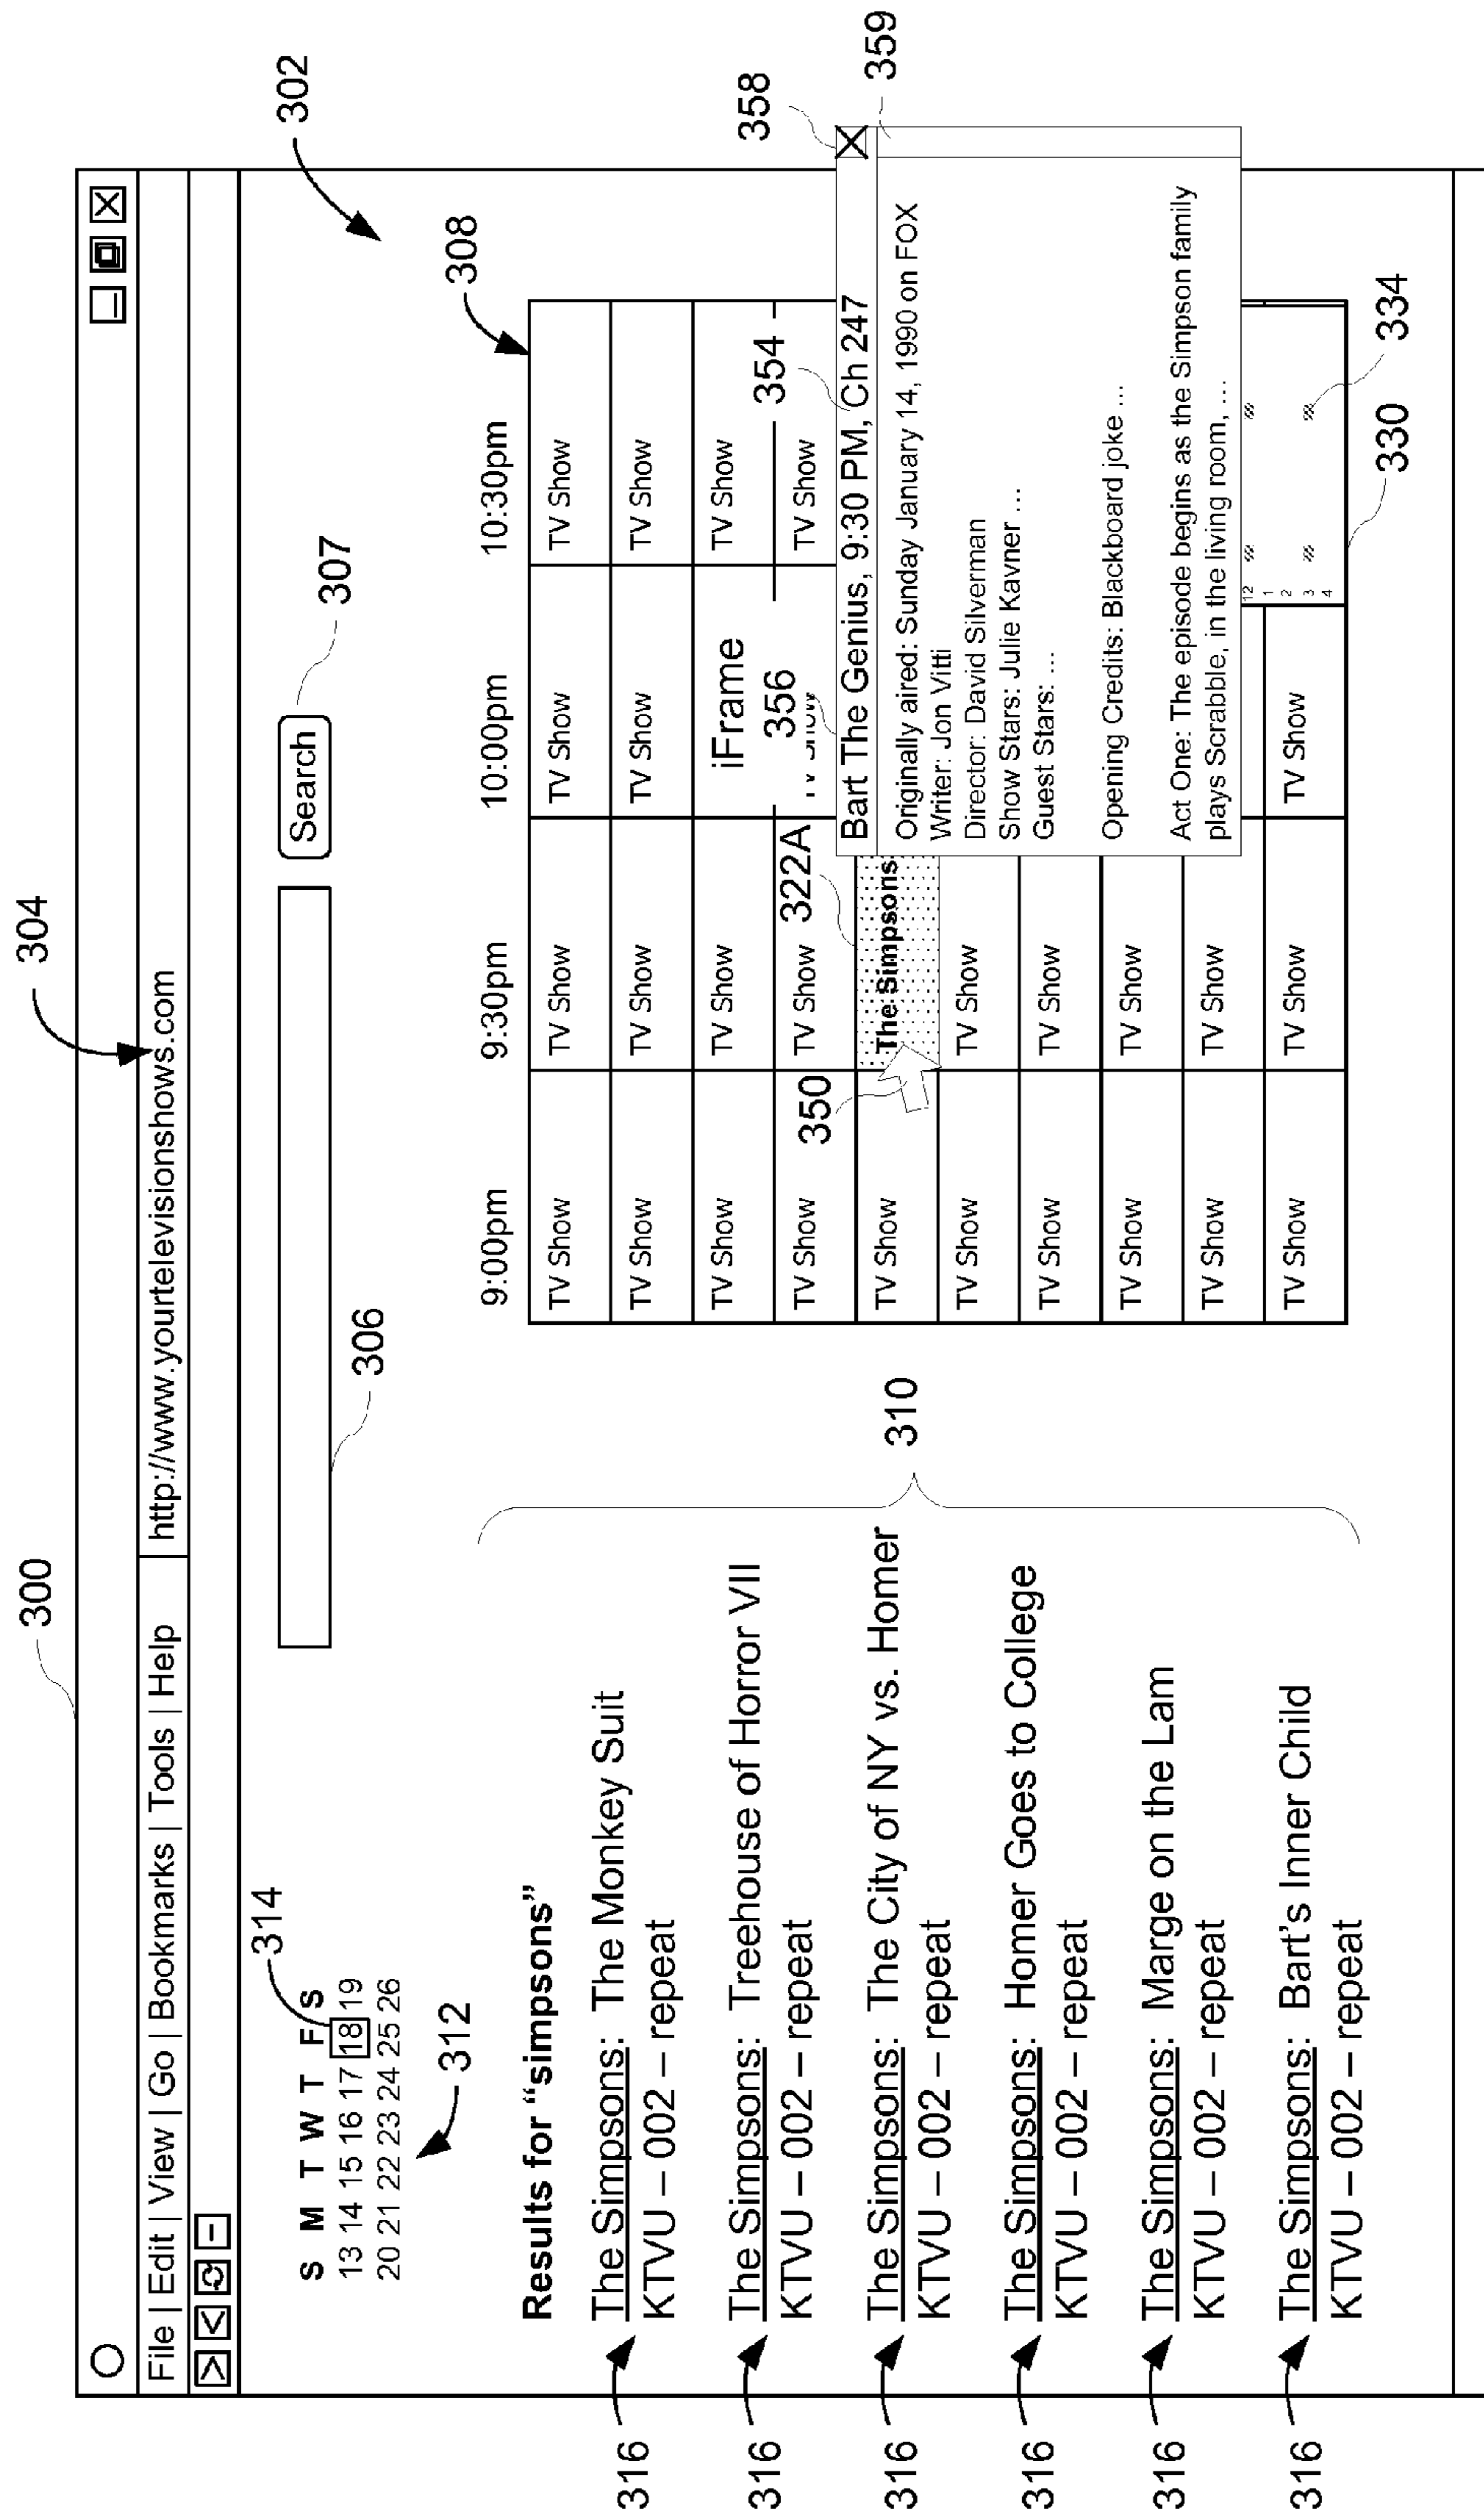 300
304
File | Edit | View | Go | Bookmarks | Tools | Help
http://www.yourtelevisionshows.com
302
S M T W T F S
13 14 15 16 17 18 19
20 21 22 23 24 25 26
314
312
306
Search
307
308
Results for “simpsons”
316
The Simpsons: The Monkey Suit
KTVU – 002 – repeat
316
The Simpsons: Treehouse of Horror VII
KTVU – 002 – repeat
316
The Simpsons: The City of NY vs. Homer
KTVU – 002 – repeat
316
The Simpsons: Homer Goes to College
KTVU – 002 – repeat
316
The Simpsons: Marge on the Lam
KTVU – 002 – repeat
316
The Simpsons: Bart’s Inner Child
KTVU – 002 – repeat
310
9:00pm 9:30pm 10:00pm 10:30pm
TV Show TV Show TV Show TV Show
TV Show TV Show TV Show TV Show
TV Show TV Show iFrame TV Show
356
354
358
TV Show TV Show TV Show
350
322A
359
TV Show The Simpsons
Bart The Genius, 9:30 PM, Ch 247
Originally aired: Sunday January 14, 1990 on FOX
Writer: Jon Vitti
Director: David Silverman
Show Stars: Julie Kavner ...
Guest Stars: ...
Opening Credits: Blackboard joke ...
Act One: The episode begins as the Simpson family
plays Scrabble, in the living room, ...
TV Show TV Show
TV Show TV Show
TV Show TV Show
TV Show TV Show
TV Show TV Show TV Show
12
1
2
3
4
334
330